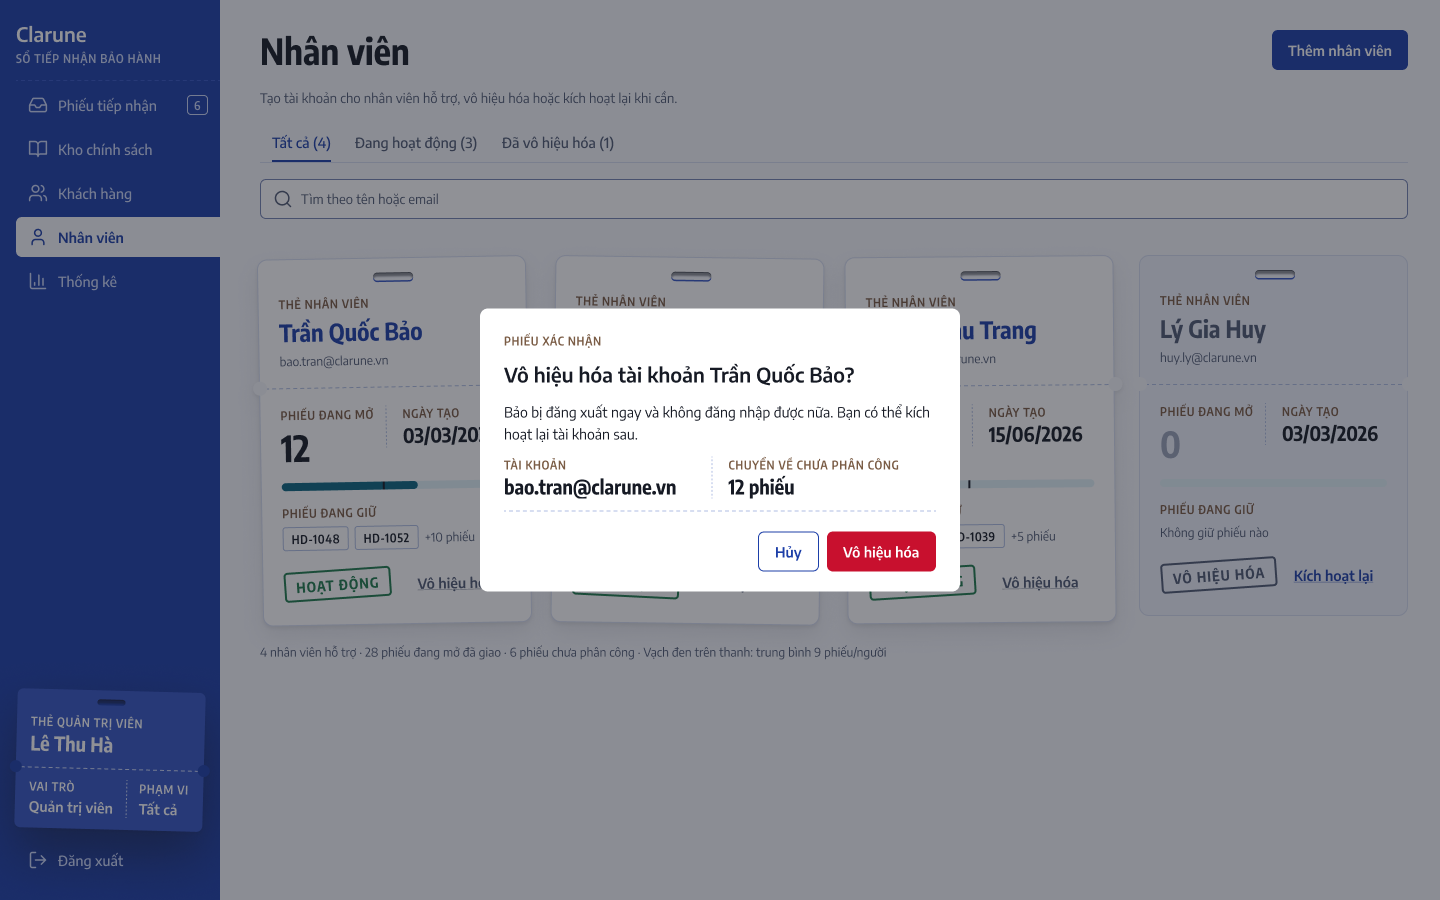 Clarune
SỔ TIẾP NHẬN BẢO HÀNH
Phiếu tiếp nhận 6
Kho chính sách
Khách hàng
Nhân viên
Thống kê
THẺ QUẢN TRỊ VIÊN
Lê Thu Hà
VAI TRÒ PHẠM VI
Quản trị viên Tất cả
Đăng xuất
Nhân viên
Thêm nhân viên
Tạo tài khoản cho nhân viên hỗ trợ, vô hiệu hóa hoặc kích hoạt lại khi cần.
Tất cả (4) Đang hoạt động (3) Đã vô hiệu hóa (1)
Tìm theo tên hoặc email
THẺ NHÂN VIÊN
Trần Quốc Bảo
bao.tran@clarune.vn
PHIẾU ĐANG MỞ NGÀY TẠO
12 03/03/20
PHIẾU ĐANG GIỮ
HD-1048 HD-1052 +10 phiếu
HOẠT ĐỘNG Vô hiệu h
THẺ NHÂN VIÊN
THẺ NHÂN VIÊN
u Trang
rune.vn
NGÀY TẠO
15/06/2026
-1039 +5 phiếu
Vô hiệu hóa
THẺ NHÂN VIÊN
Lý Gia Huy
huy.ly@clarune.vn
PHIẾU ĐANG MỞ NGÀY TẠO
0 03/03/2026
PHIẾU ĐANG GIỮ
Không giữ phiếu nào
VÔ HIỆU HÓA Kích hoạt lại
PHIẾU XÁC NHẬN
Vô hiệu hóa tài khoản Trần Quốc Bảo?
Bảo bị đăng xuất ngay và không đăng nhập được nữa. Bạn có thể kích
hoạt lại tài khoản sau.
TÀI KHOẢN CHUYỂN VỀ CHƯA PHÂN CÔNG
bao.tran@clarune.vn 12 phiếu
Hủy Vô hiệu hóa
4 nhân viên hỗ trợ · 28 phiếu đang mở đã giao · 6 phiếu chưa phân công · Vạch đen trên thanh: trung bình 9 phiếu/người